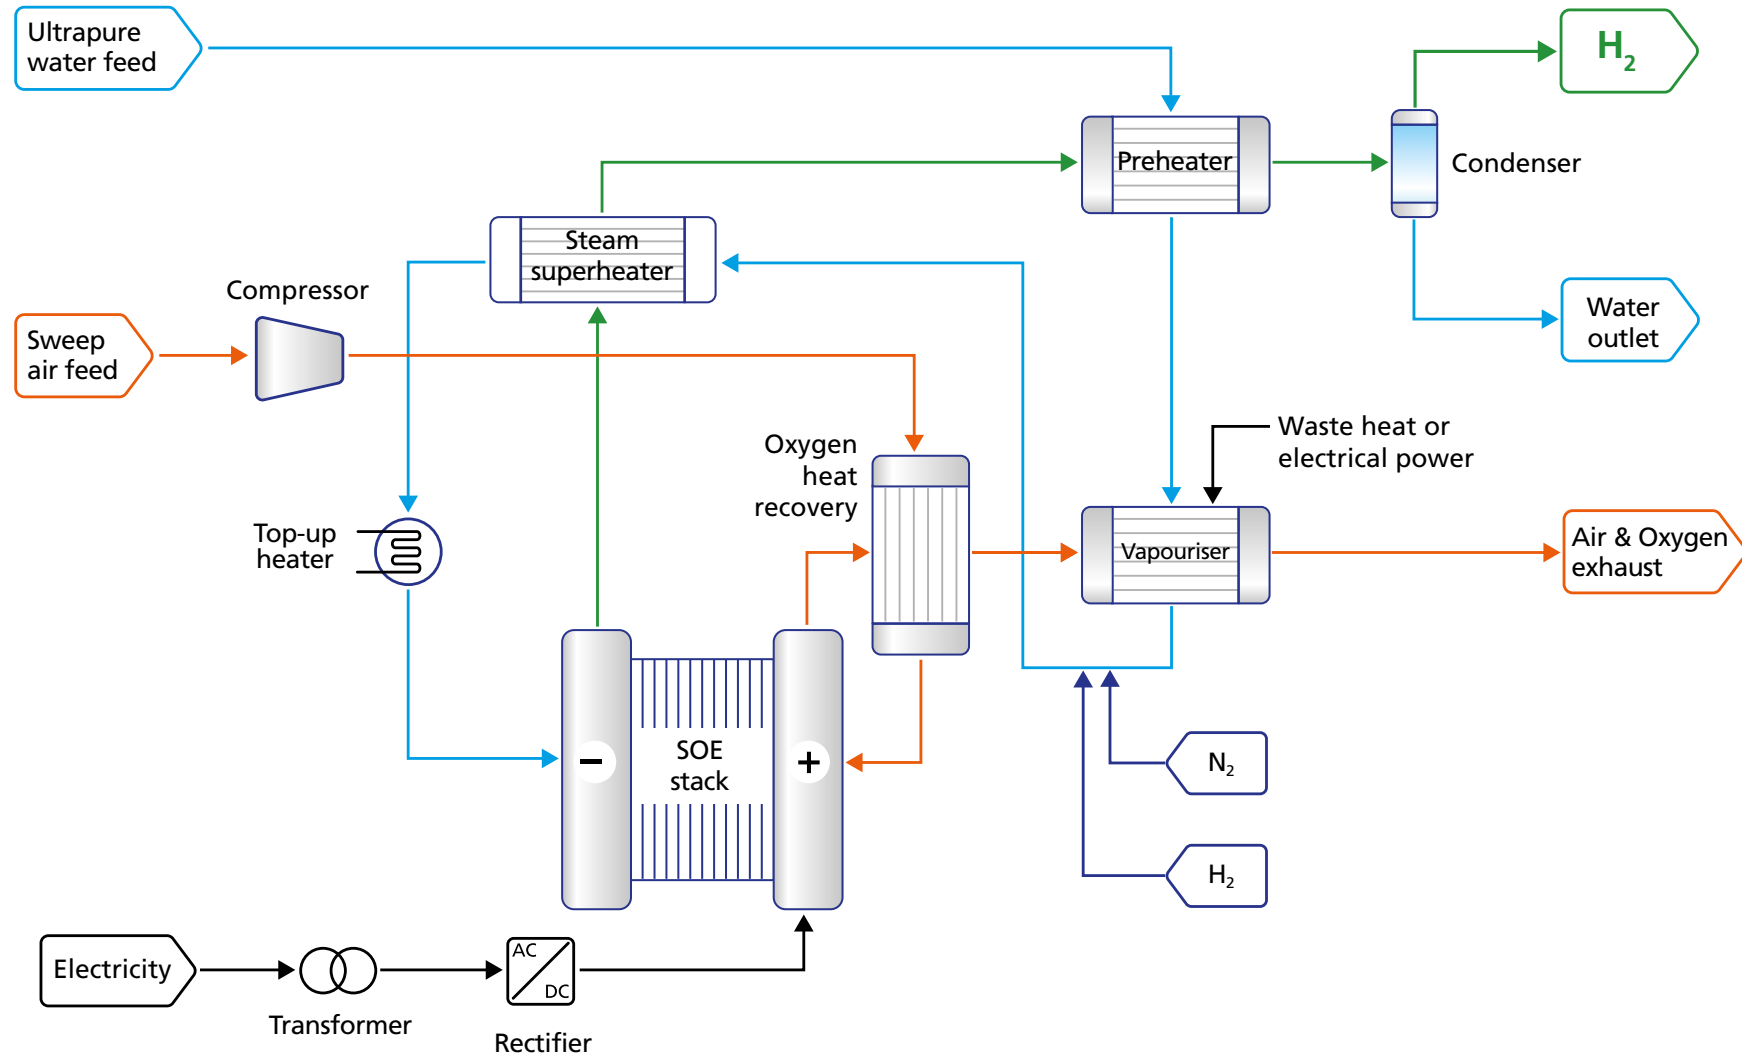 Ultrapure
water feed
H₂
Preheater
Condenser
Steam
superheater
Compressor
Water
outlet
Sweep
air feed
Oxygen
heat
recovery
Waste heat or
electrical power
Top-up
heater
Vapouriser
Air & Oxygen
exhaust
SOE
stack
−
+
N₂
H₂
Electricity
AC
DC
Transformer
Rectifier